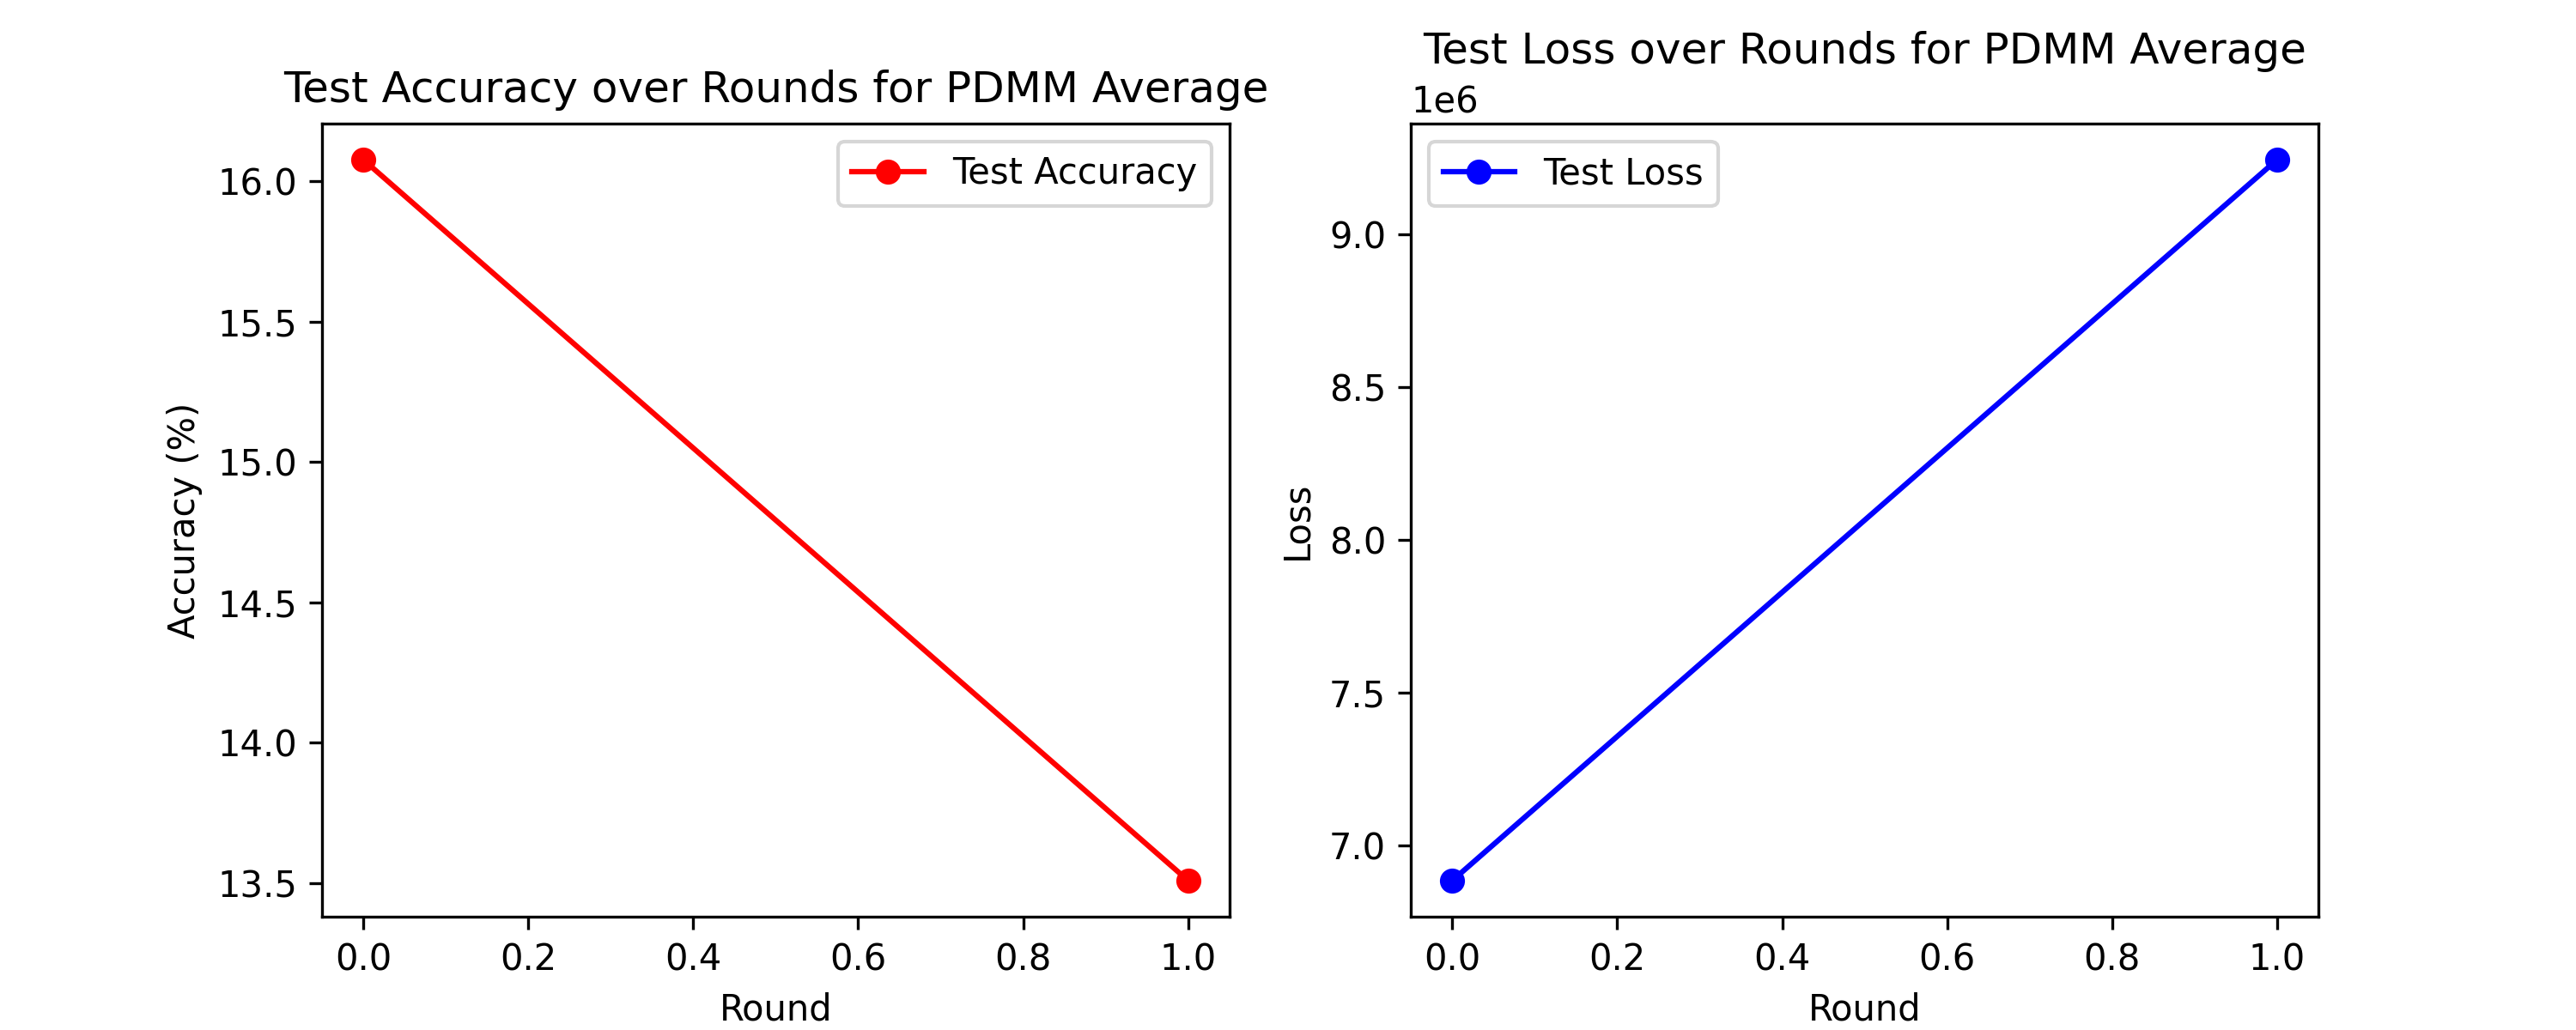 Test Accuracy over Rounds for PDMM Average
Test Accuracy
16.0
15.5
15.0
14.5
14.0
13.5
Accuracy (%)
0.0 0.2 0.4 0.6 0.8 1.0
Round
Test Loss over Rounds for PDMM Average
1e6
Test Loss
9.0
8.5
8.0
7.5
7.0
Loss
0.0 0.2 0.4 0.6 0.8 1.0
Round